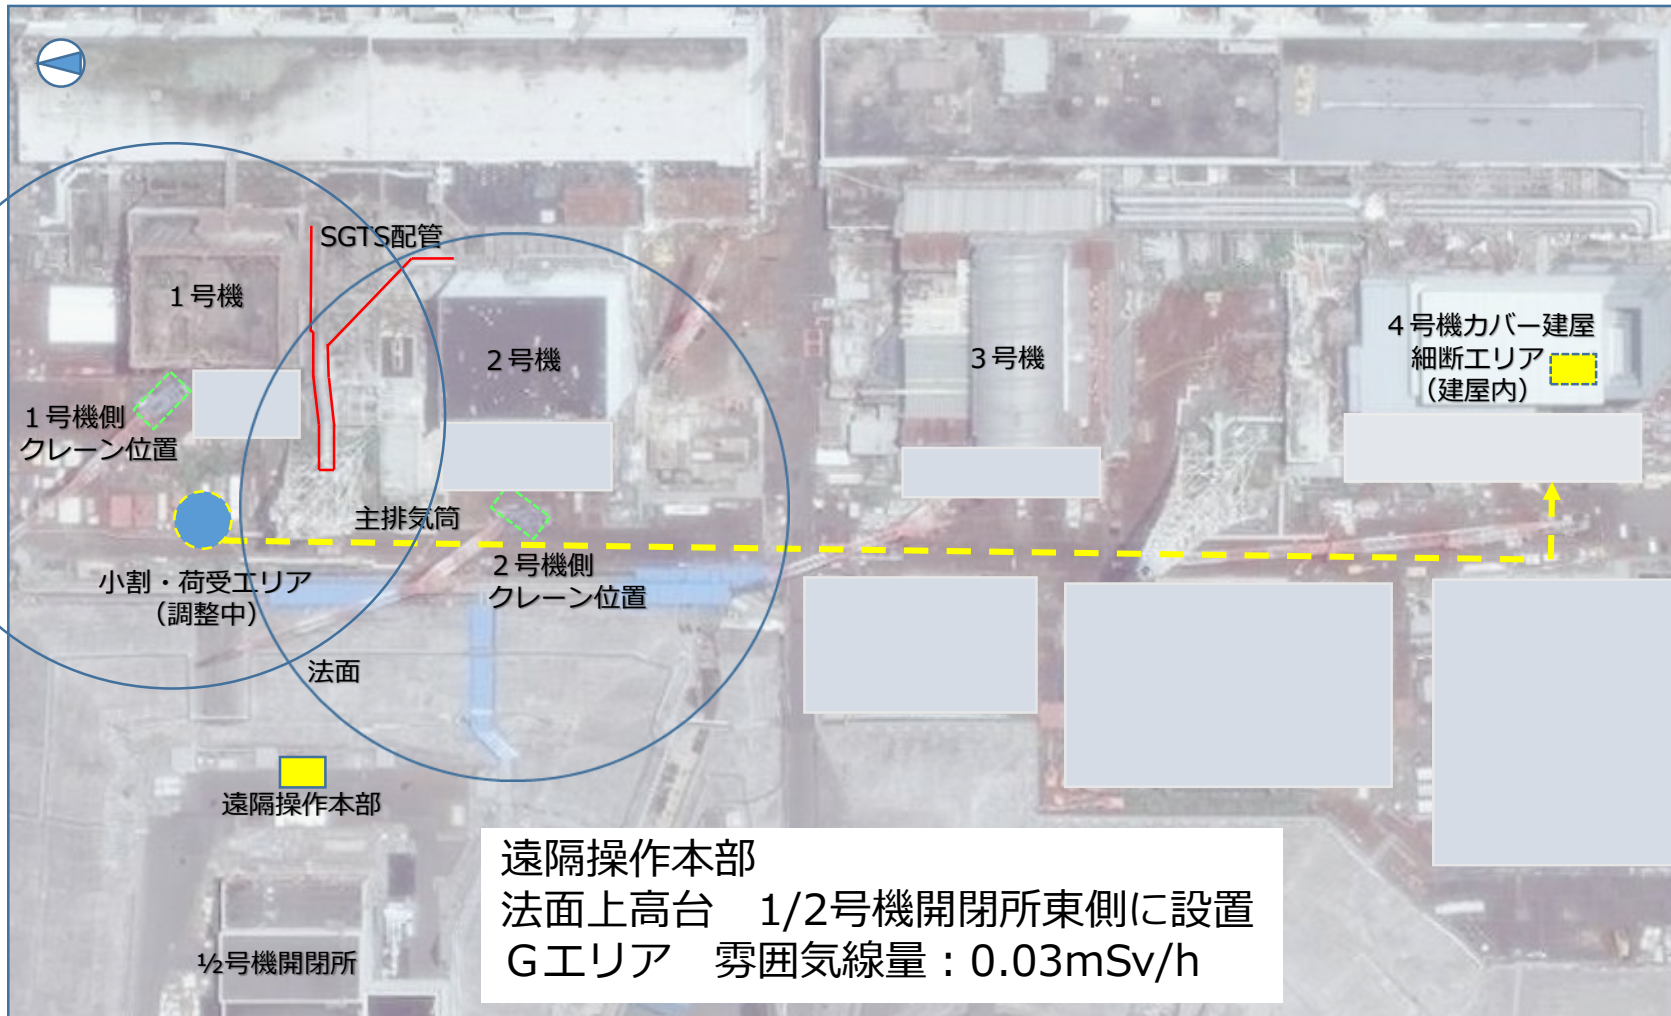 SGTS配管
１号機
２号機
３号機
４号機カバー建屋
細断エリア
（建屋内）
１号機側
クレーン位置
主排気筒
２号機側
クレーン位置
小割・荷受エリア
（調整中）
法面
遠隔操作本部
遠隔操作本部
法面上高台　1/2号機開閉所東側に設置
Ｇエリア　雰囲気線量：0.03mSv/h
½号機開閉所